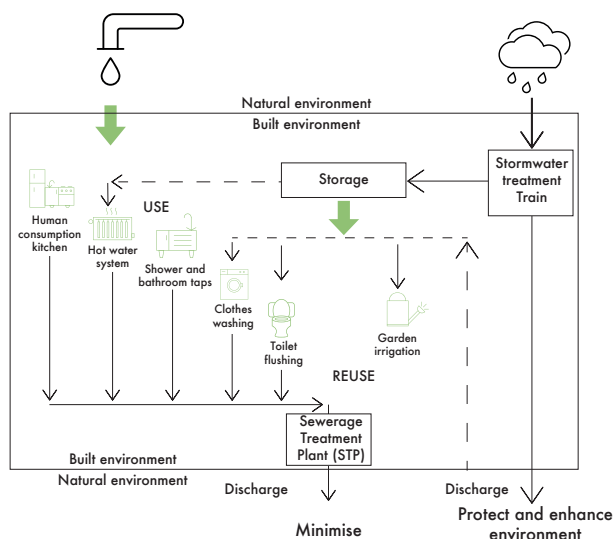 Natural environment
Built environment
Storage
Stormwater
treatment
Train
USE
Human
consumption
kitchen
Hot water
system
Shower and
bathroom taps
Clothes
washing
Toilet
flushing
Garden
irrigation
REUSE
Sewerage
Treatment
Plant (STP)
Built environment
Natural environment
Discharge
Discharge
Minimise
Protect and enhance
environment